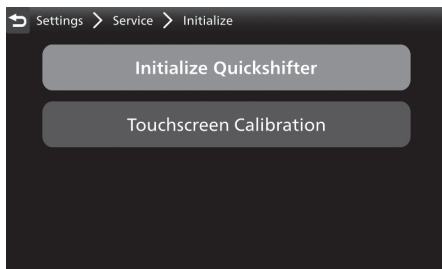 Settings > Service > Initialize
Initialize Quickshifter
Touchscreen Calibration